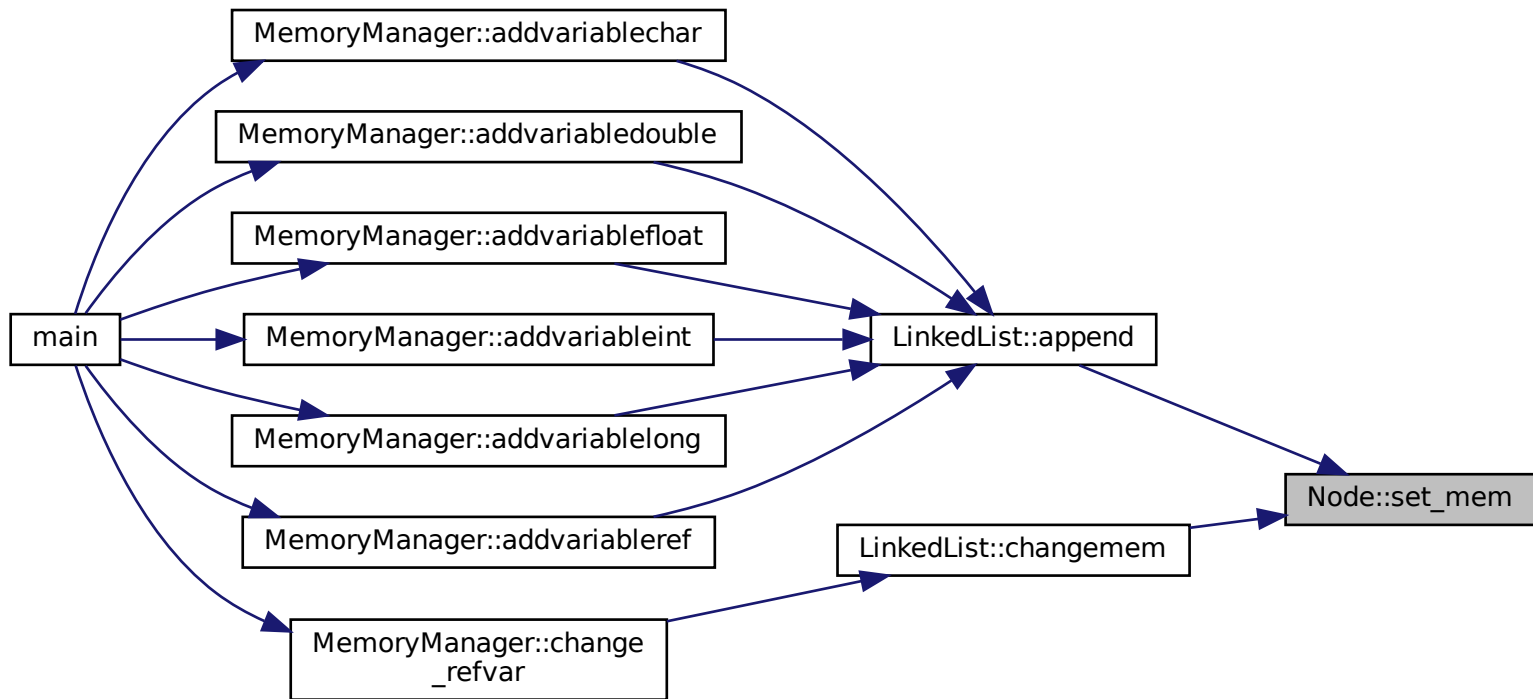 MemoryManager::addvariablechar
MemoryManager::addvariabledouble
MemoryManager::addvariablefloat
main
MemoryManager::addvariableint
LinkedList::append
MemoryManager::addvariablelong
Node::set_mem
MemoryManager::addvariableref
LinkedList::changemem
MemoryManager::change
_refvar